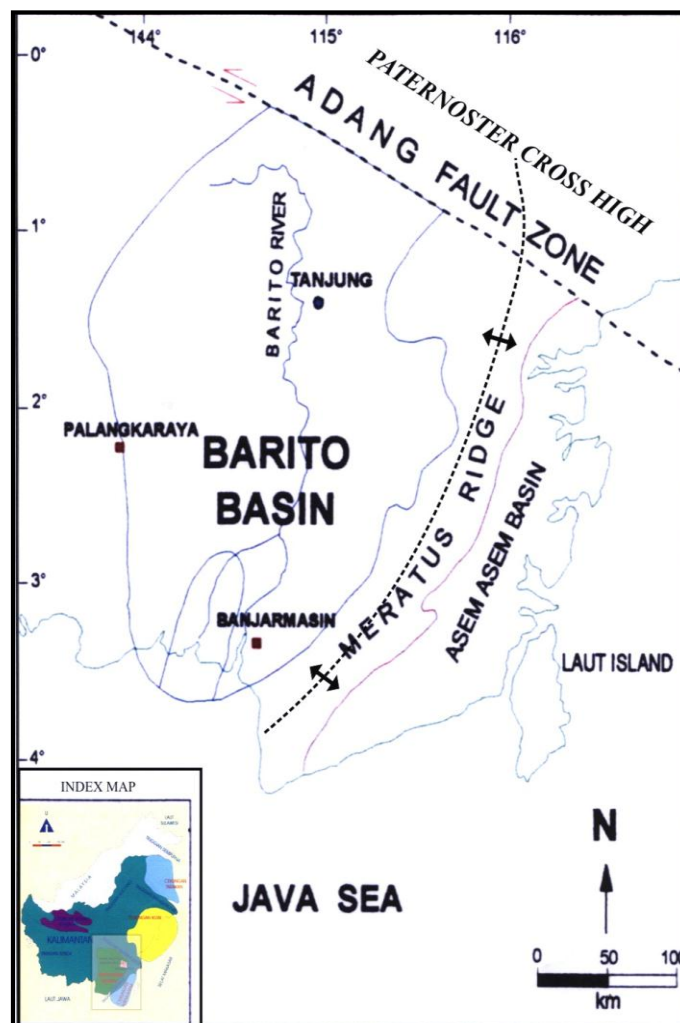 144° 115° 116°
0°
PATERNOSTER CROSS HIGH
ADANG FAULT ZONE
1°
BARITO RIVER
TANJUNG
2°
PALANGKARAYA
BARITO
BASIN
MERATUS RIDGE
ASEM ASEM BASIN
3°
BANJARMASIN
LAUT ISLAND
4°
INDEX MAP
MALAYSIA
KALIMANTAN
LAUT JAWA
JAVA SEA
N
0 50 100
km